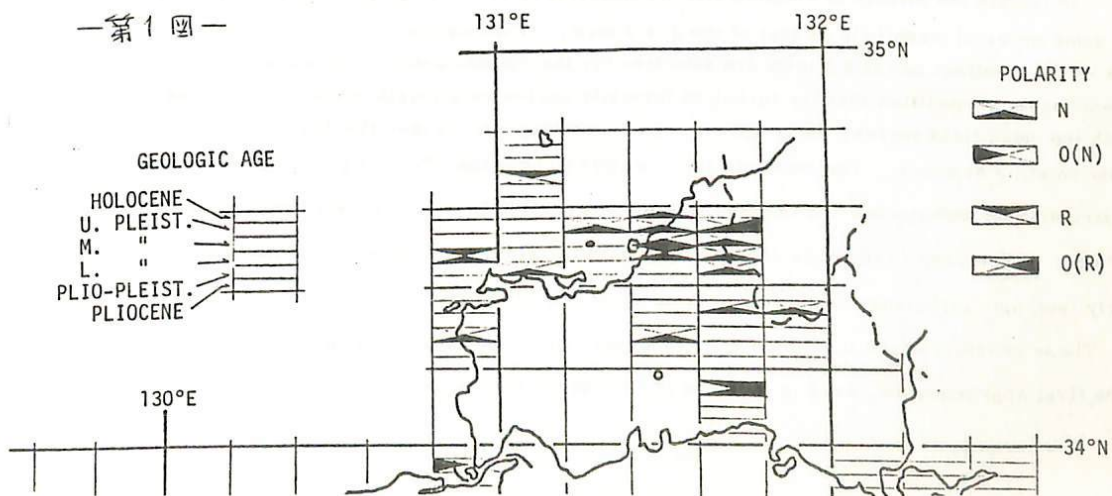 —第1図—
131°E
132°E
35°N
POLARITY
N
O(N)
R
O(R)
GEOLOGIC AGE
HOLOCENE
U. PLEIST.
M. "
L. "
PLIO-PLEIST.
PLIOCENE
130°E
34°N